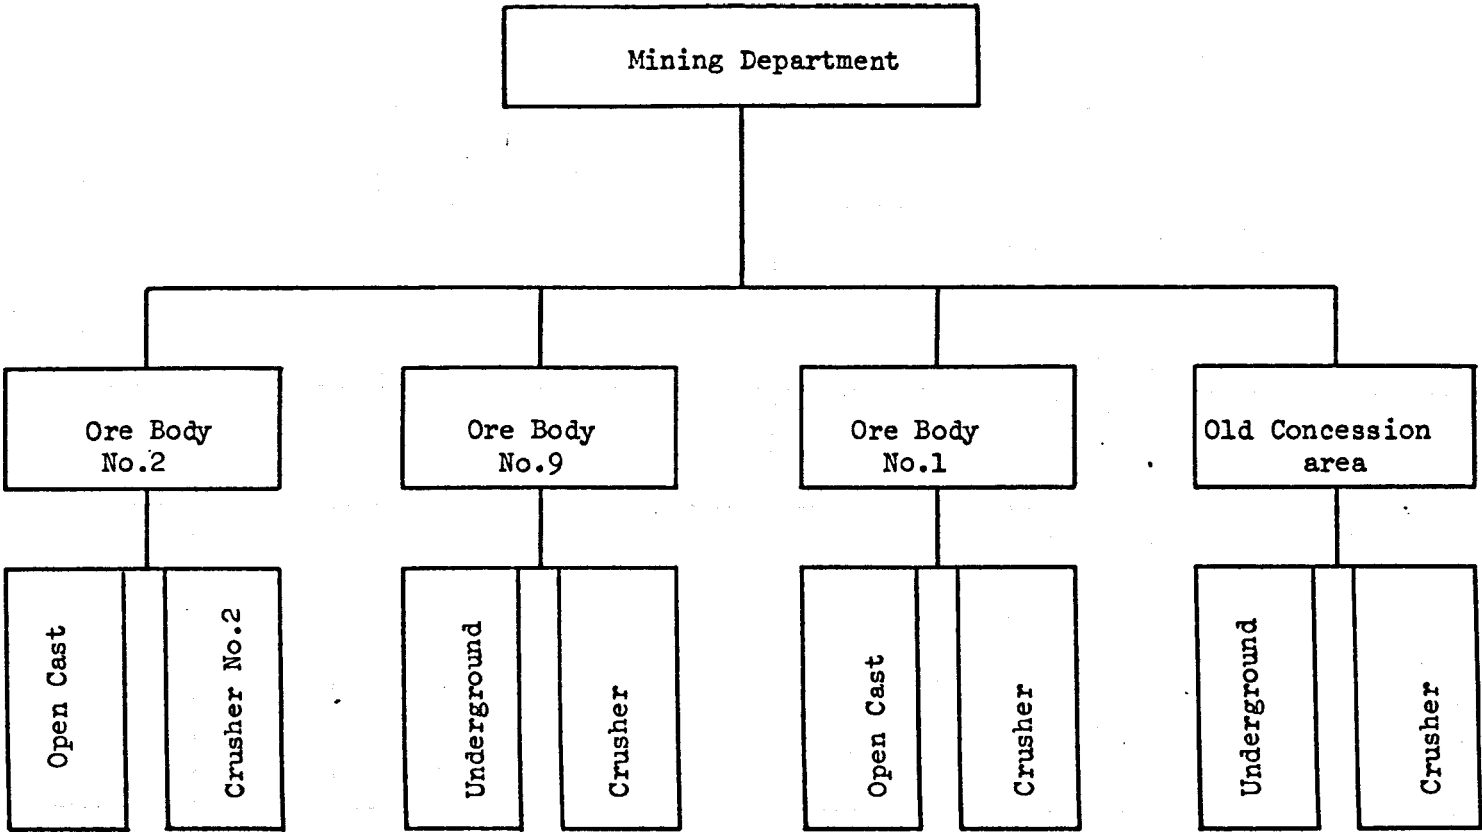 Mining Department
Ore Body
No.2
Ore Body
No.9
Ore Body
No.1
Old Concession
area
Open Cast
Crusher No.2
Underground
Crusher
Open Cast
Crusher
Underground
Crusher